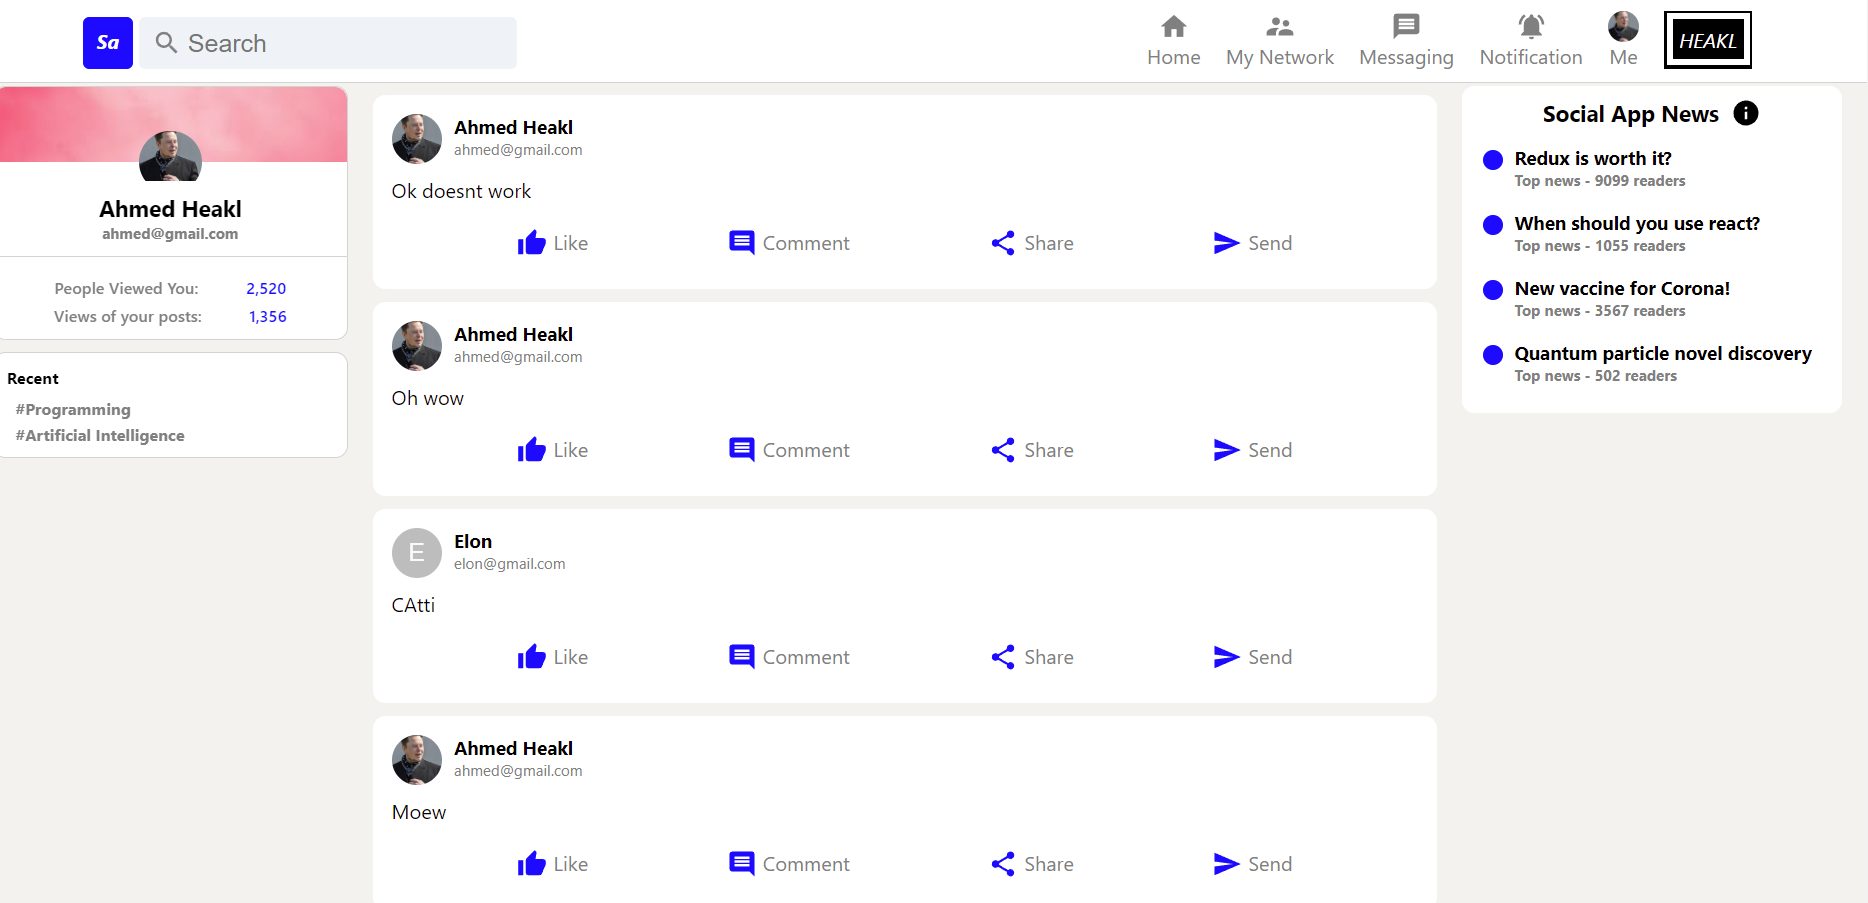 Sa
Search
Home
My Network
Messaging
Notification
Me
HEAKL
Ahmed Heakl
ahmed@gmail.com
People Viewed You: 2,520
Views of your posts: 1,356
Recent
#Programming
#Artificial Intelligence
Ahmed Heakl
ahmed@gmail.com
Ok doesnt work
Like Comment Share Send
Ahmed Heakl
ahmed@gmail.com
Oh wow
Like Comment Share Send
E
Elon
elon@gmail.com
CAtti
Like Comment Share Send
Ahmed Heakl
ahmed@gmail.com
Moew
Like Comment Share Send
Social App News
Redux is worth it?
Top news - 9099 readers
When should you use react?
Top news - 1055 readers
New vaccine for Corona!
Top news - 3567 readers
Quantum particle novel discovery
Top news - 502 readers